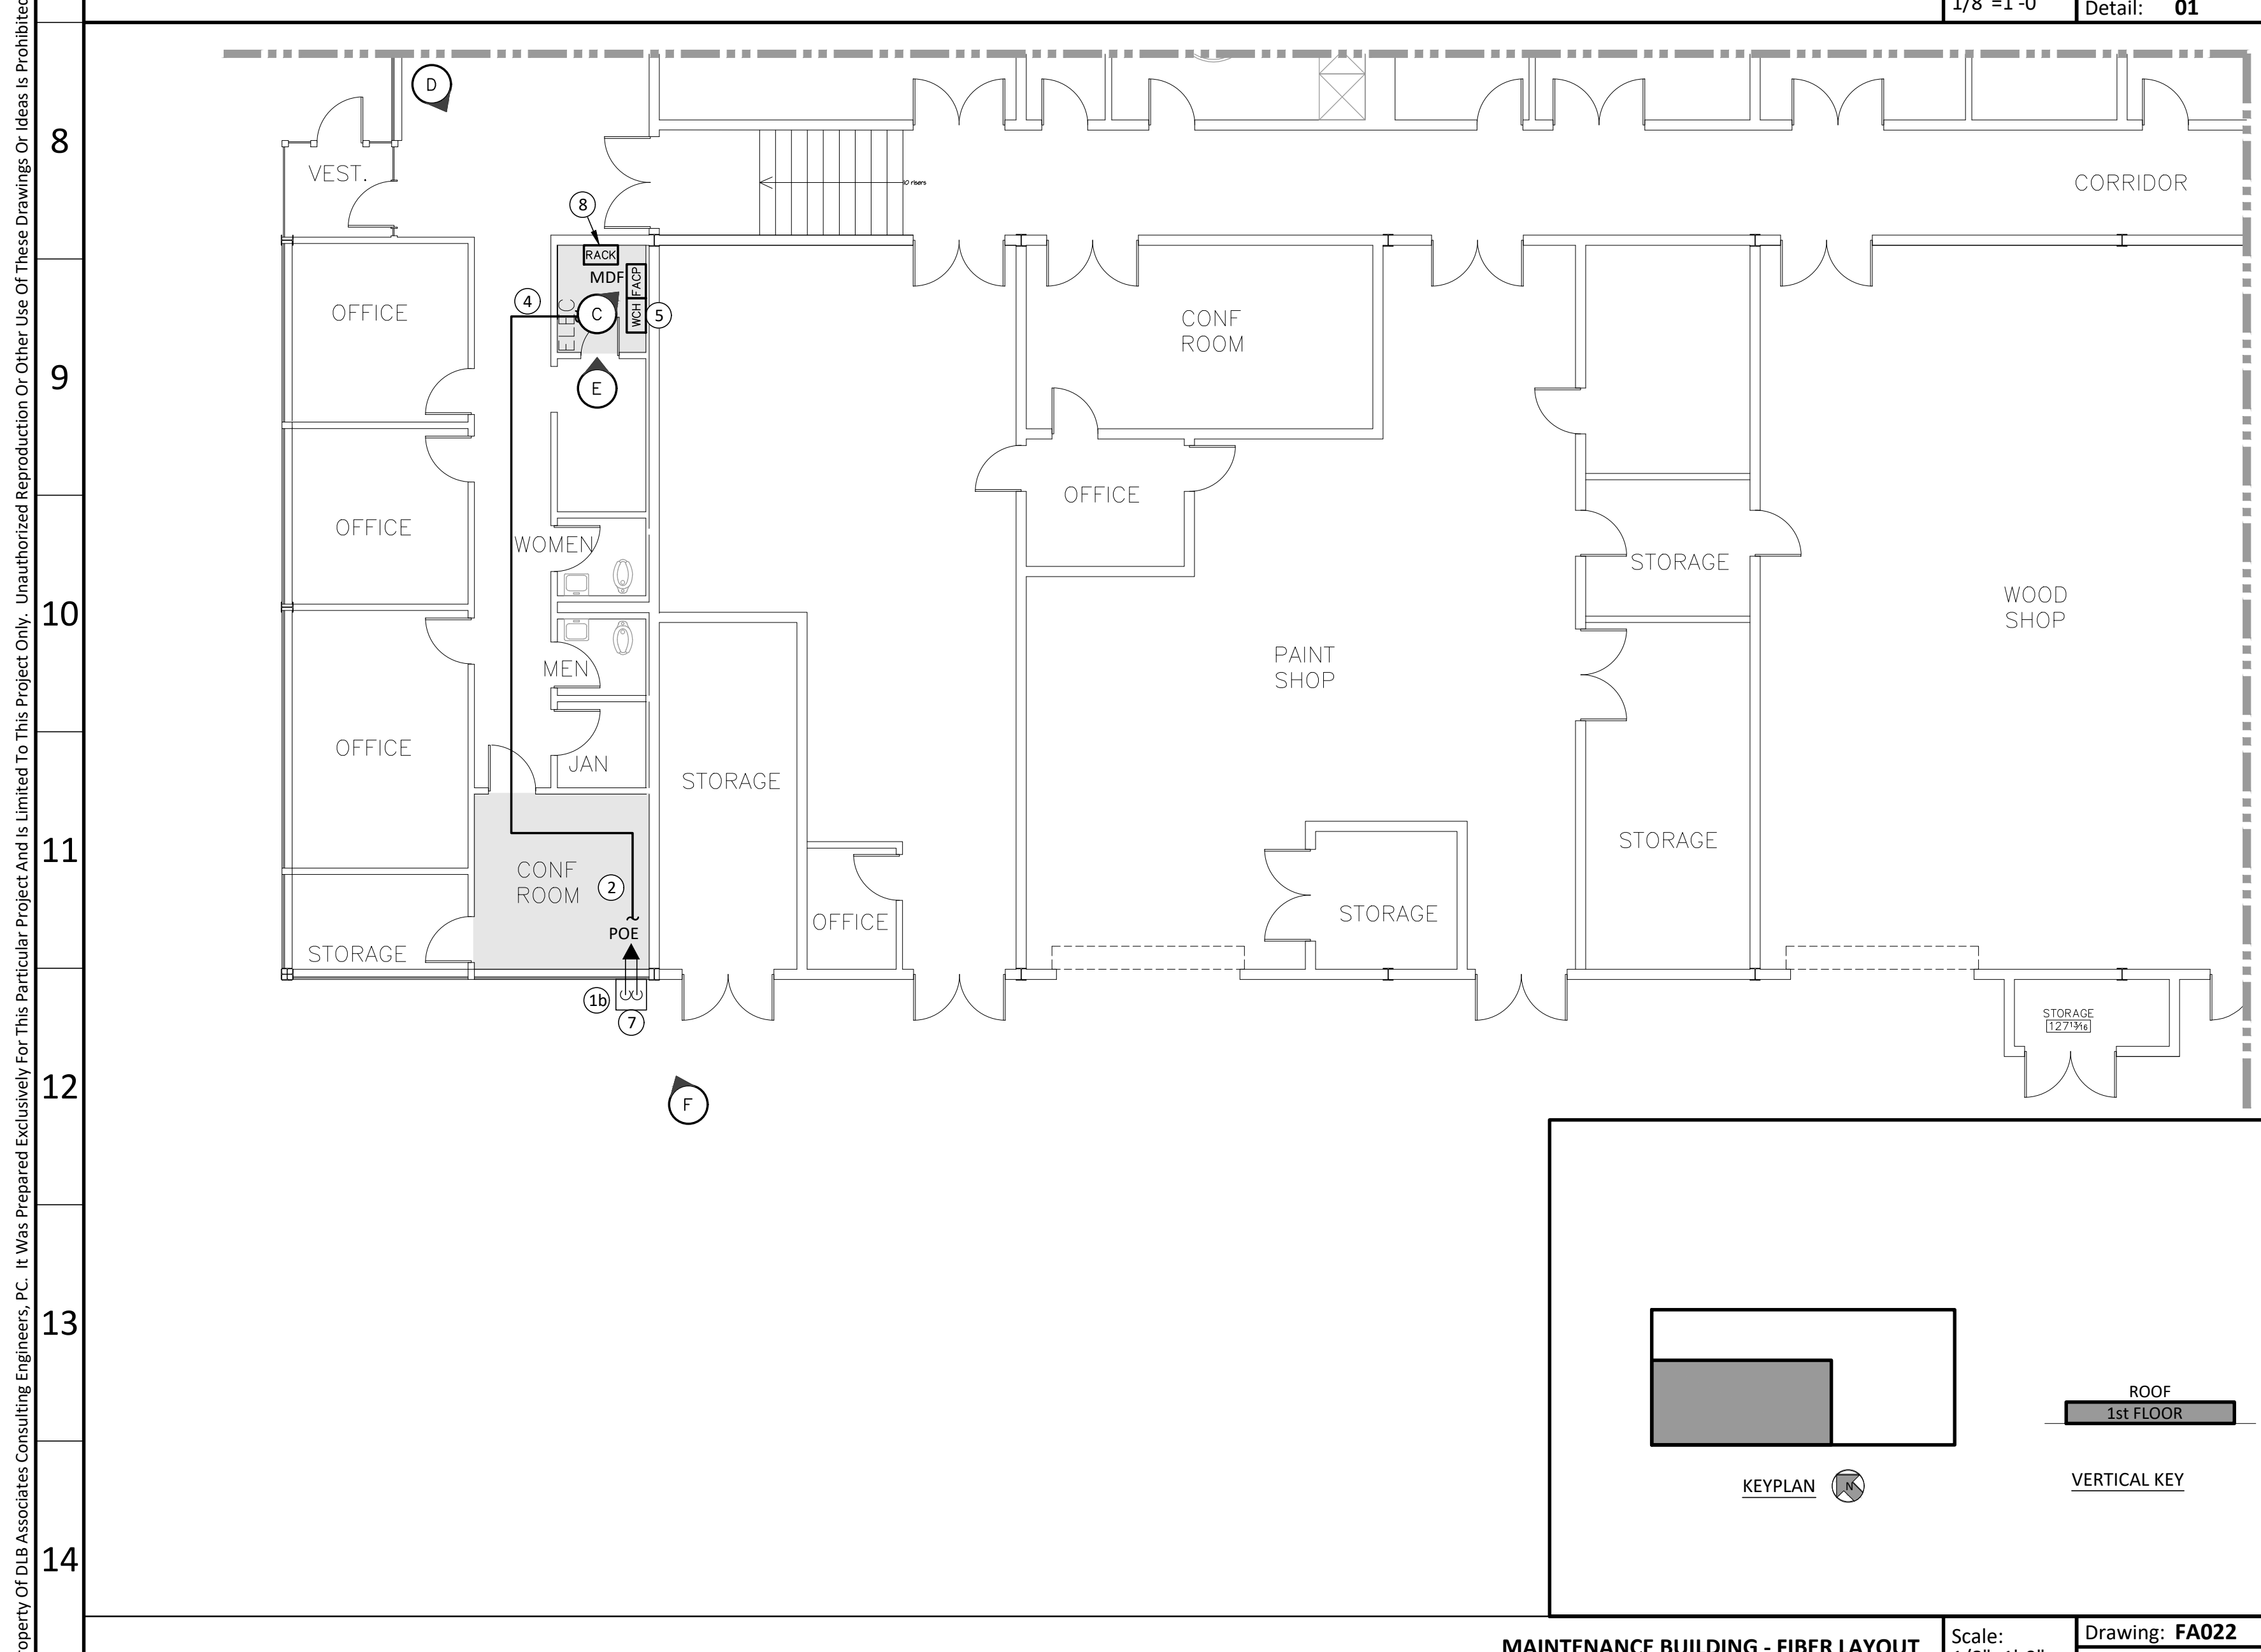 1/8"=1'-0"
Detail: 01
Property Of DLB Associates Consulting Engineers, PC. It Was Prepared Exclusively For This Particular Project And Is Limited To This Project Only. Unauthorized Reproduction Or Other Use Of These Drawings Or Ideas Is Prohibited
8
9
10
11
12
13
14
D
VEST.
10 risers
CORRIDOR
8
RACK
MDF
FACP
WCH
4
ELEC
C
5
E
OFFICE
CONF
ROOM
OFFICE
OFFICE
WOMEN
STORAGE
WOOD
SHOP
MEN
PAINT
SHOP
OFFICE
JAN
STORAGE
STORAGE
CONF
ROOM
2
OFFICE
STORAGE
POE
STORAGE
1b
7
STORAGE
F
ROOF
1st FLOOR
KEYPLAN
N
VERTICAL KEY
MAINTENANCE BUILDING - FIBER LAYOUT
Scale:
Drawing: FA022